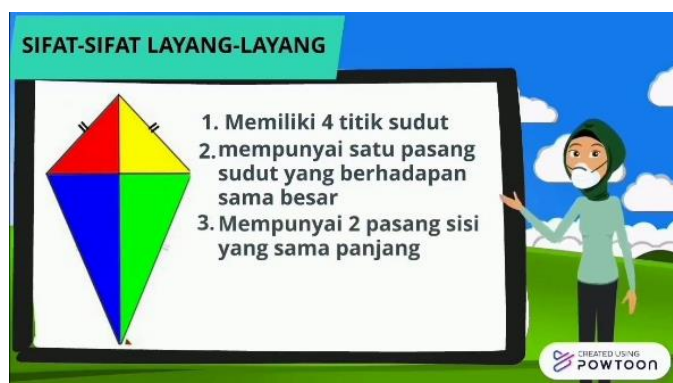 SIFAT-SIFAT LAYANG-LAYANG
1. Memiliki 4 titik sudut
2. mempunyai satu pasang
sudut yang berhadapan
sama besar
3. Mempunyai 2 pasang sisi
yang sama panjang
CREATED USING
POWTOON